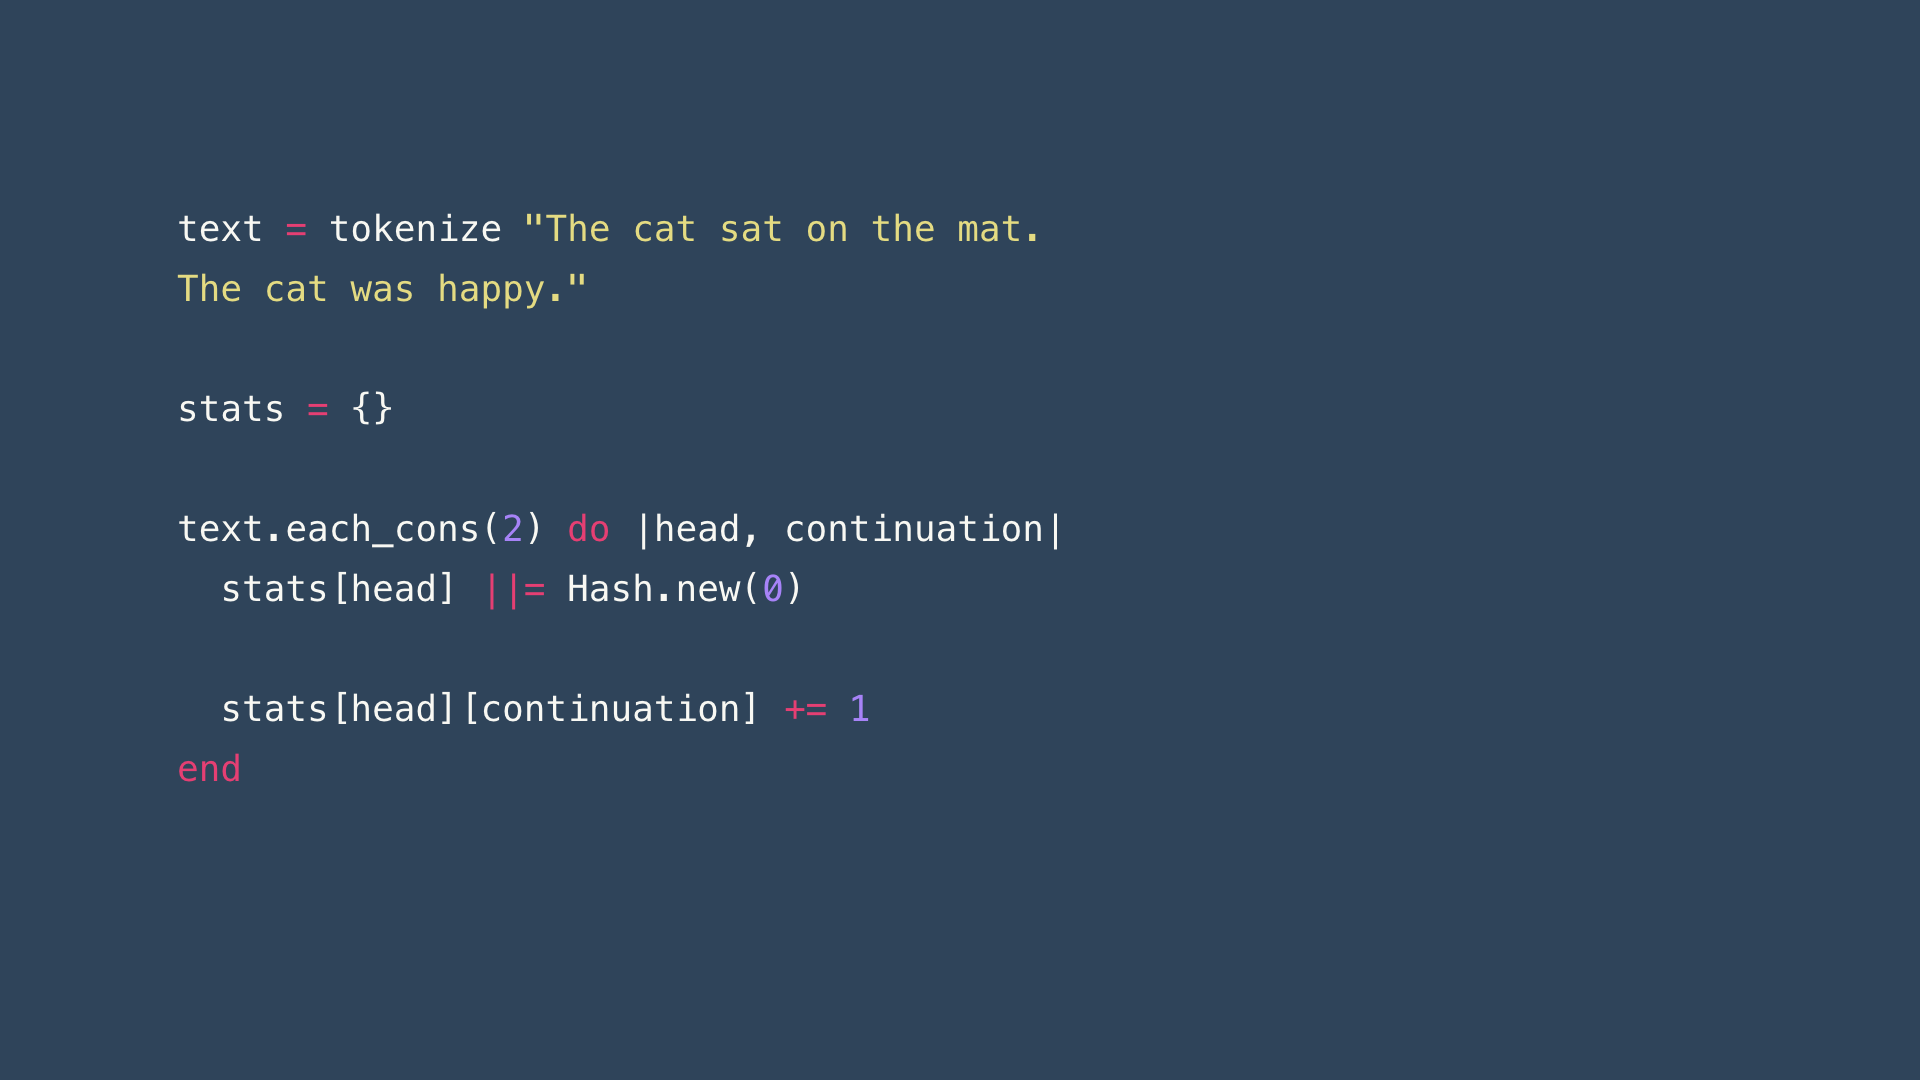 text = tokenize "The cat sat on the mat.
The cat was happy."
stats = {}
text.each_cons(2) do |head, continuation|
  stats[head] ||= Hash.new(0)
  stats[head][continuation] += 1
end